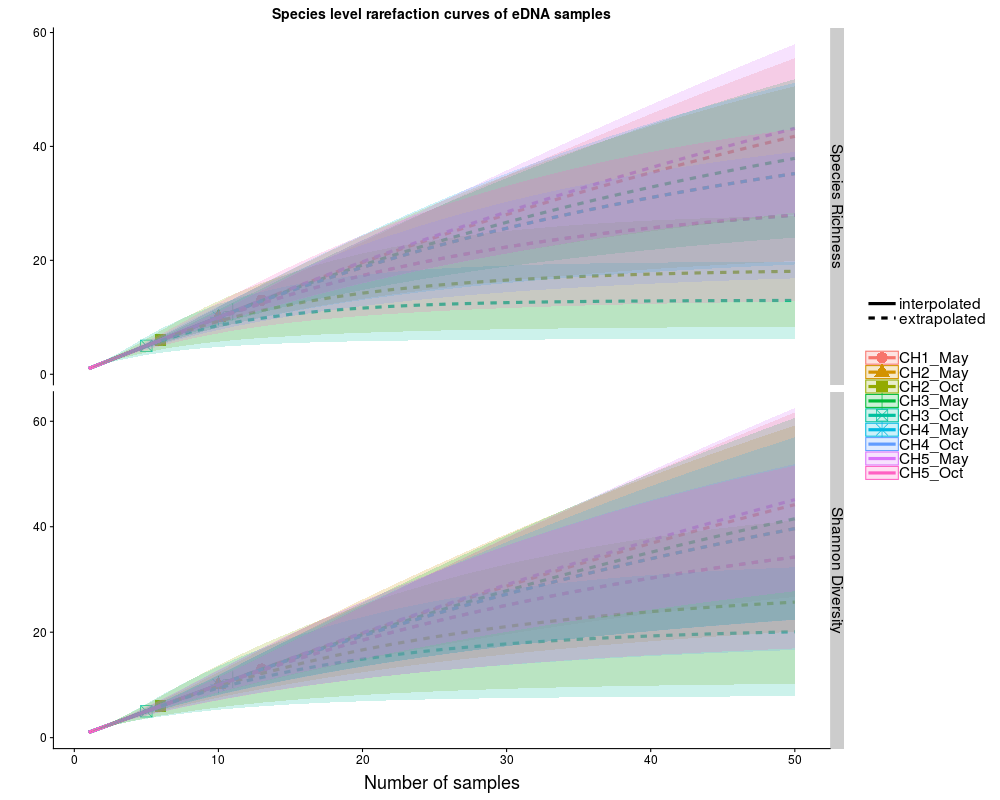 Species level rarefaction curves of eDNA samples
60
40
20
0
Species Richness
60
40
20
0
Shannon Diversity
0 10 20 30 40 50
Number of samples
interpolated
extrapolated
CH1_May
CH2_May
CH2_Oct
CH3_May
CH3_Oct
CH4_May
CH4_Oct
CH5_May
CH5_Oct